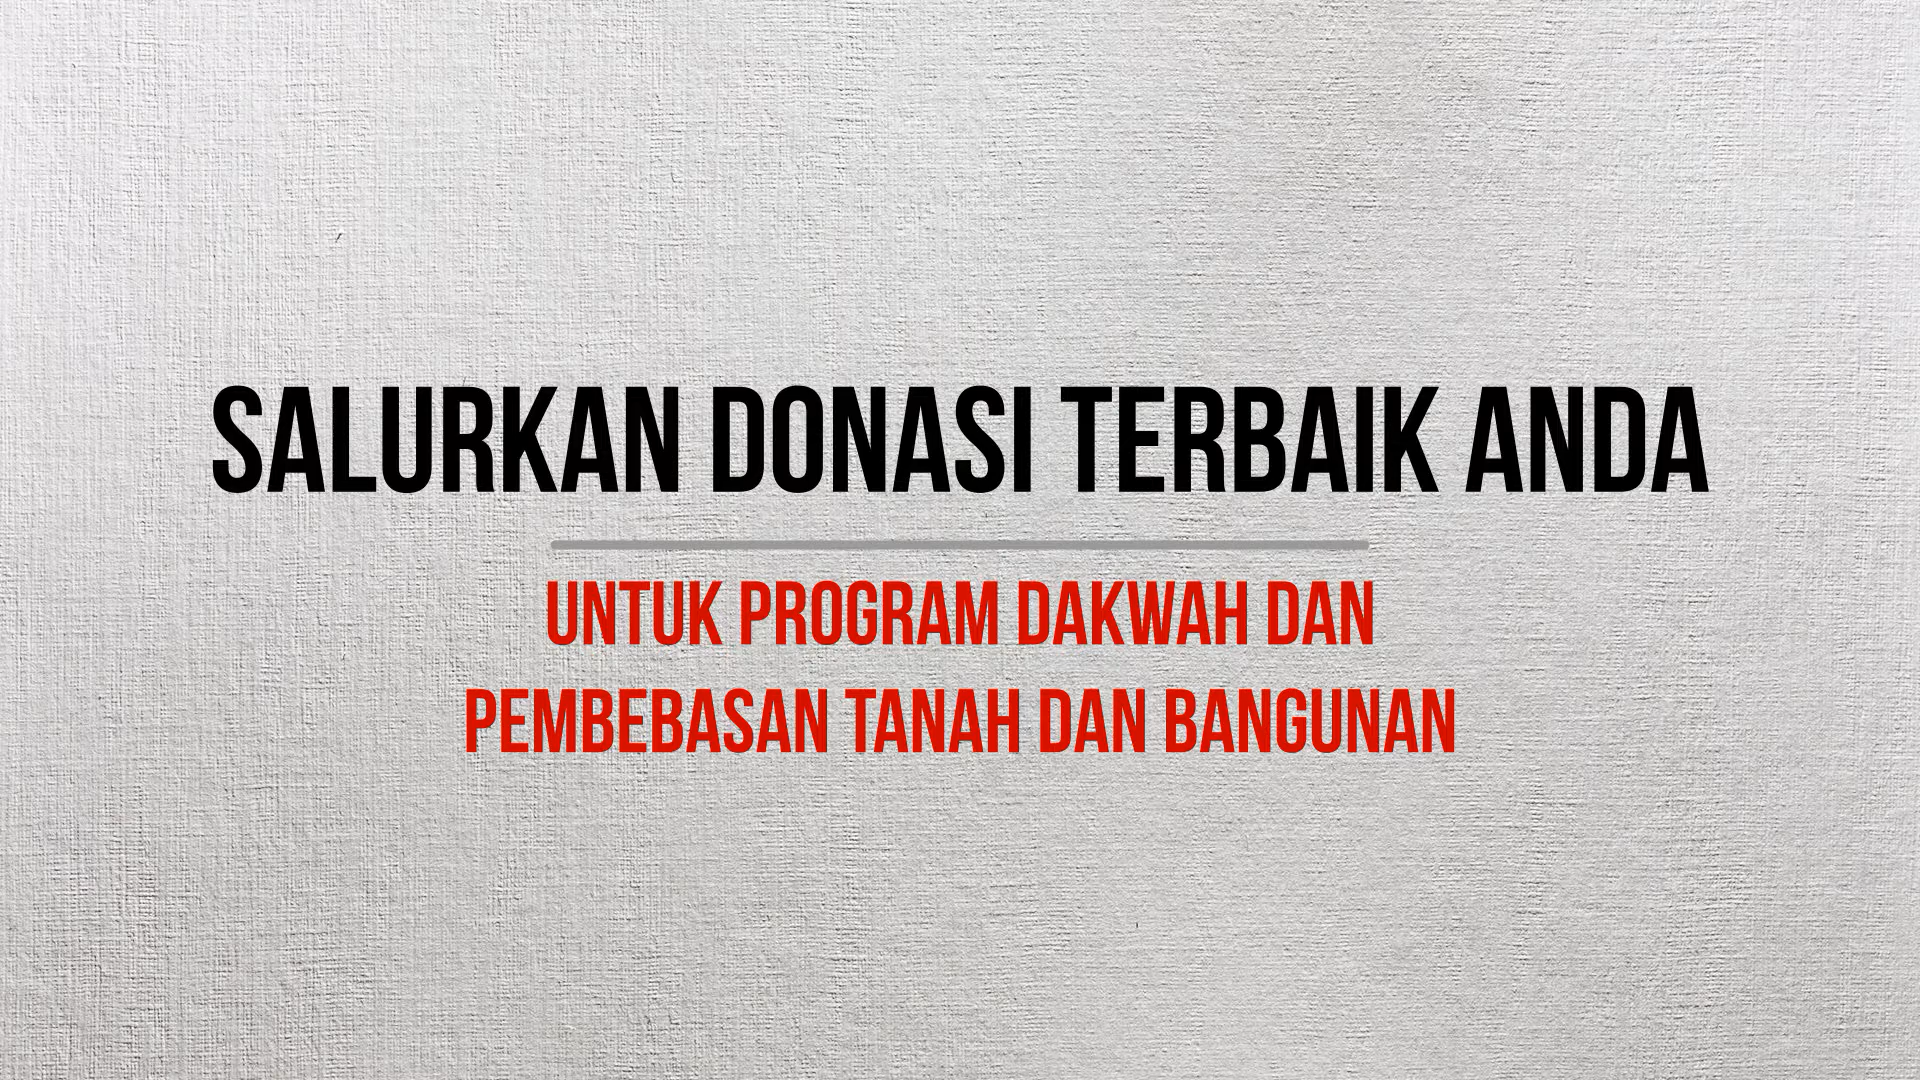 SALURKAN DONASI TERBAIK ANDA
UNTUK PROGRAM DAKWAH DAN
PEMBEBASAN TANAH DAN BANGUNAN